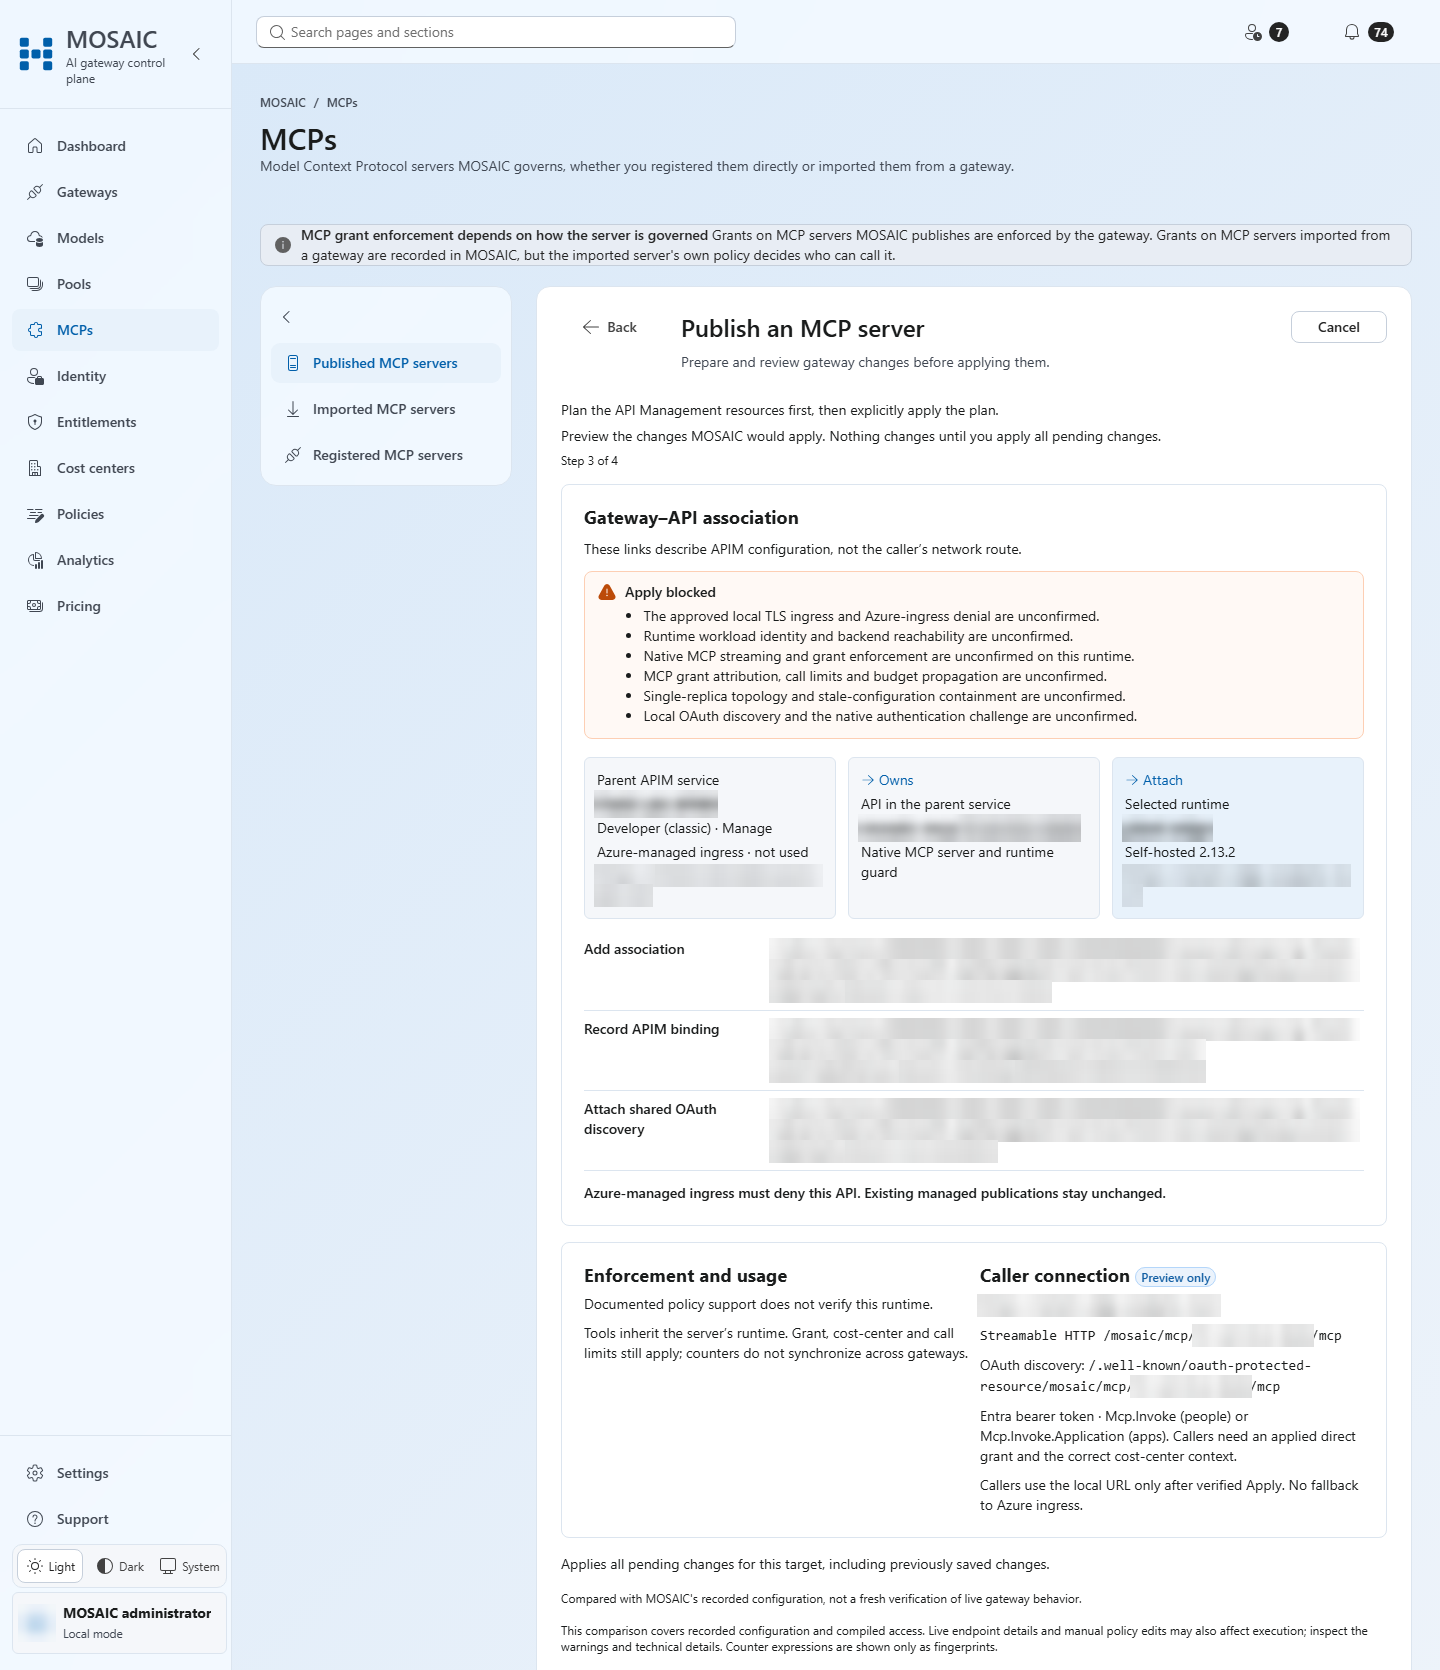 MOSAIC
AI gateway control
plane
Search pages and sections
7
74
Dashboard
Gateways
Models
Pools
MCPs
Identity
Entitlements
Cost centers
Policies
Analytics
Pricing
Settings
Support
Light
Dark
System
MOSAIC administrator
Local mode
MOSAIC / MCPs
MCPs
Model Context Protocol servers MOSAIC governs, whether you registered them directly or imported them from a gateway.
MCP grant enforcement depends on how the server is governed Grants on MCP servers MOSAIC publishes are enforced by the gateway. Grants on MCP servers imported from
a gateway are recorded in MOSAIC, but the imported server's own policy decides who can call it.
Published MCP servers
Imported MCP servers
Registered MCP servers
Back
Publish an MCP server
Cancel
Prepare and review gateway changes before applying them.
Plan the API Management resources first, then explicitly apply the plan.
Preview the changes MOSAIC would apply. Nothing changes until you apply all pending changes.
Step 3 of 4
Gateway–API association
These links describe APIM configuration, not the caller’s network route.
Apply blocked
• The approved local TLS ingress and Azure-ingress denial are unconfirmed.
• Runtime workload identity and backend reachability are unconfirmed.
• Native MCP streaming and grant enforcement are unconfirmed on this runtime.
• MCP grant attribution, call limits and budget propagation are unconfirmed.
• Single-replica topology and stale-configuration containment are unconfirmed.
• Local OAuth discovery and the native authentication challenge are unconfirmed.
Parent APIM service
Developer (classic) · Manage
Azure-managed ingress · not used
→ Owns
API in the parent service
Native MCP server and runtime
guard
→ Attach
Selected runtime
Self-hosted 2.13.2
Add association
Record APIM binding
Attach shared OAuth
discovery
Azure-managed ingress must deny this API. Existing managed publications stay unchanged.
Enforcement and usage
Documented policy support does not verify this runtime.
Tools inherit the server’s runtime. Grant, cost-center and call
limits still apply; counters do not synchronize across gateways.
Caller connection Preview only
Streamable HTTP /mosaic/mcp/ /mcp
OAuth discovery: /.well-known/oauth-protected-
resource/mosaic/mcp/ /mcp
Entra bearer token · Mcp.Invoke (people) or
Mcp.Invoke.Application (apps). Callers need an applied direct
grant and the correct cost-center context.
Callers use the local URL only after verified Apply. No fallback
to Azure ingress.
Applies all pending changes for this target, including previously saved changes.
Compared with MOSAIC's recorded configuration, not a fresh verification of live gateway behavior.
This comparison covers recorded configuration and compiled access. Live endpoint details and manual policy edits may also affect execution; inspect the
warnings and technical details. Counter expressions are shown only as fingerprints.